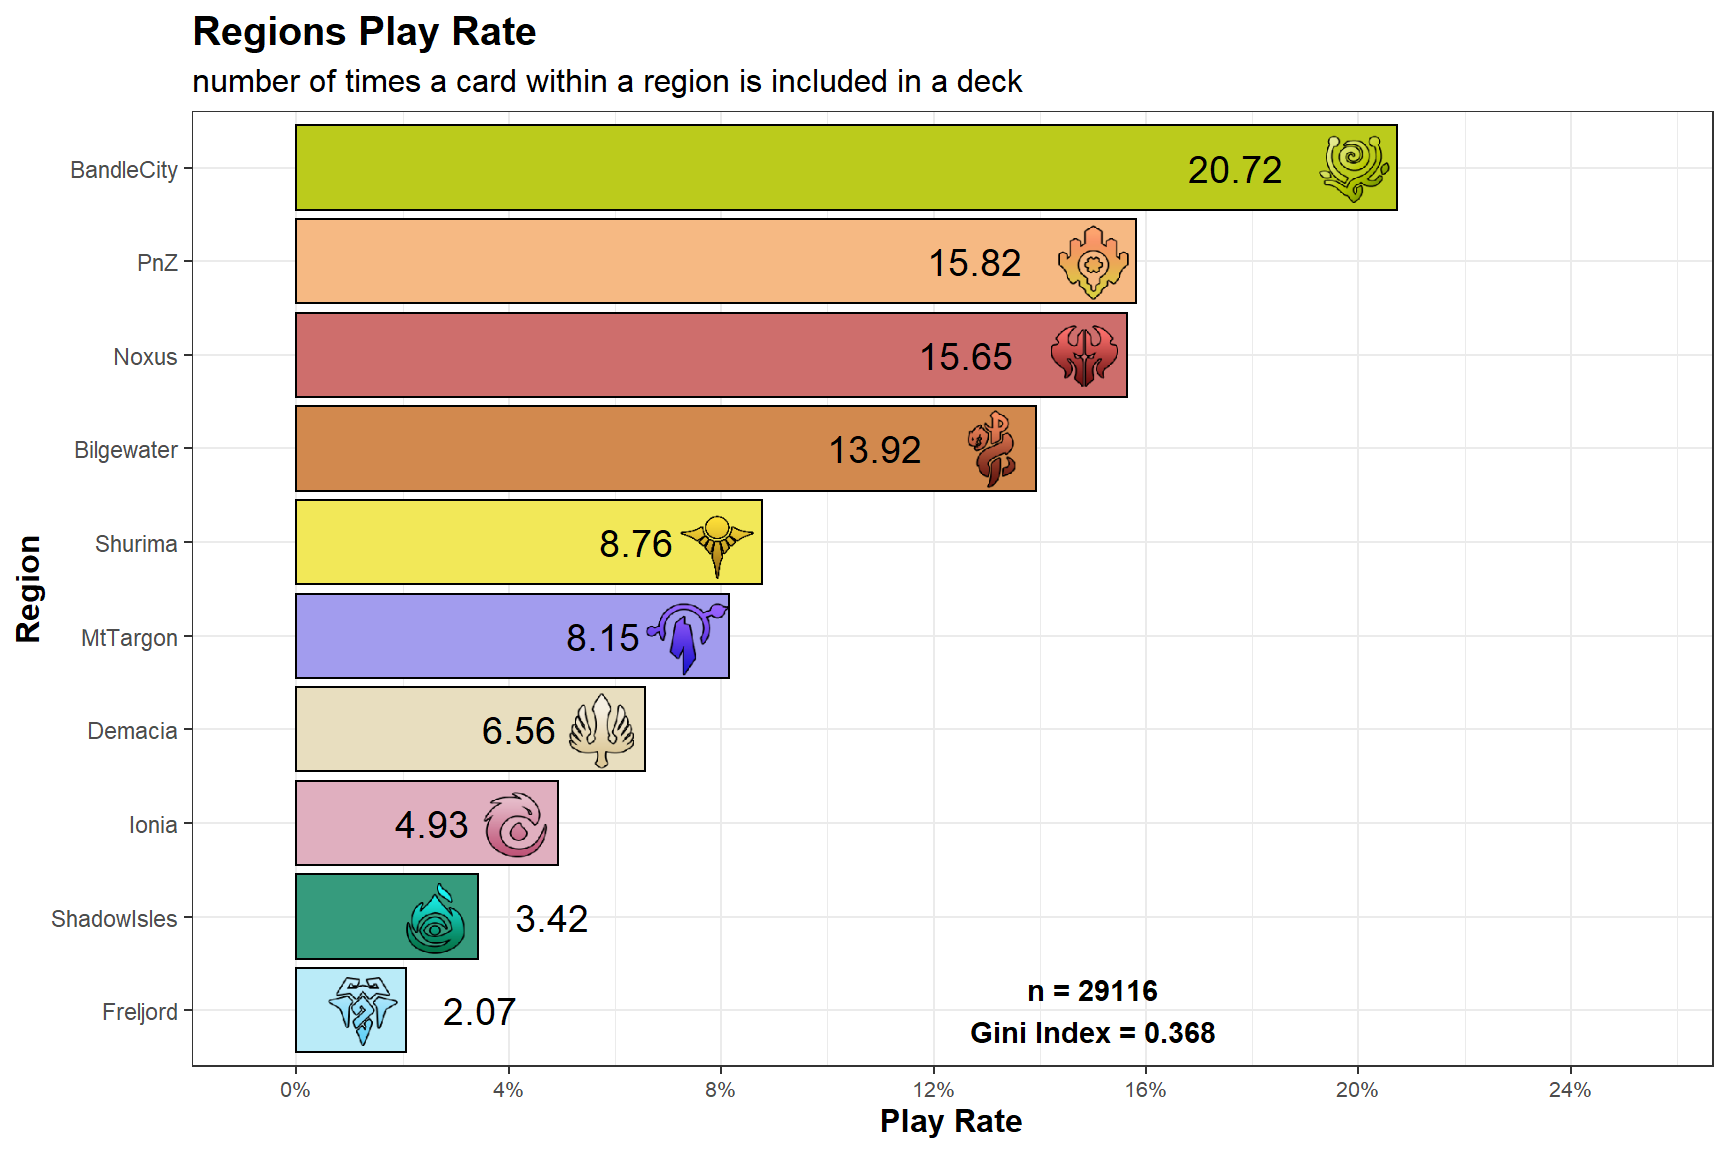 Regions Play Rate
number of times a card within a region is included in a deck
BandleCity
20.72
PnZ
15.82
Noxus
15.65
Bilgewater
13.92
Shurima
8.76
MtTargon
8.15
Demacia
6.56
Ionia
4.93
ShadowIsles
3.42
Freljord
2.07
n = 29116
Gini Index = 0.368
Region
0% 4% 8% 12% 16% 20% 24%
Play Rate